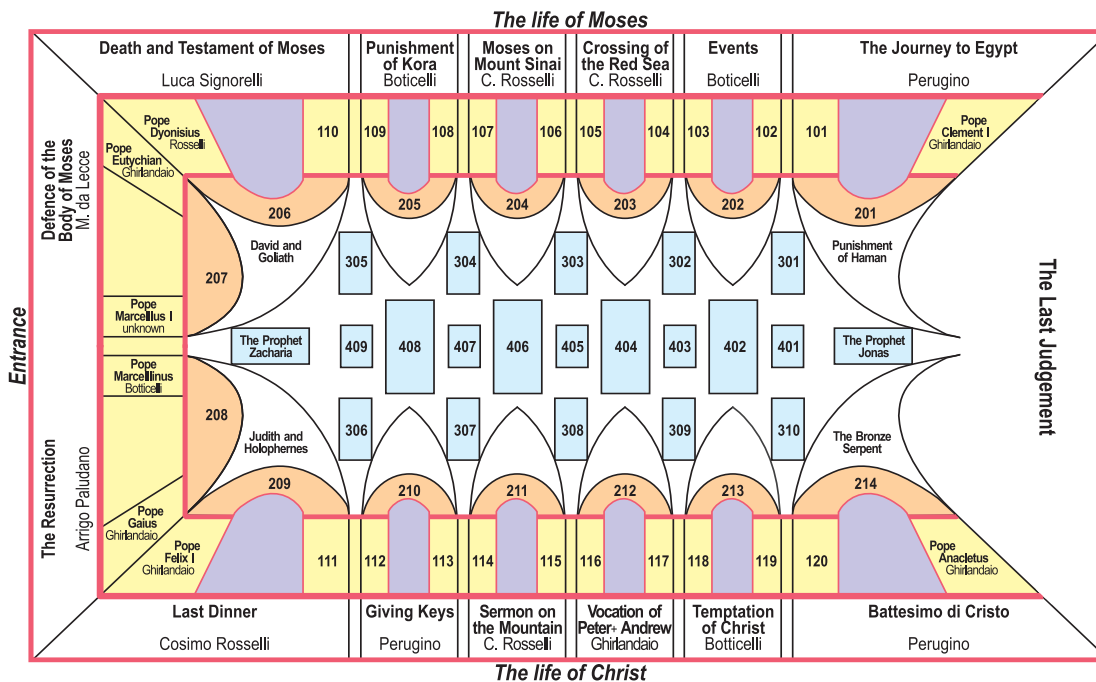 The life of Moses
Death and Testament of Moses
Luca Signorelli
Punishment
of Kora
Boticelli
Moses on
Mount Sinai
C. Rosselli
Crossing of
the Red Sea
C. Rosselli
Events
Boticelli
The Journey to Egypt
Perugino
Pope
Dyonisius
Rosselli
110
109
108
107
106
105
104
103
102
101
Pope
Clement I
Ghirlandaio
Pope
Eutychian
Ghirlandaio
Defence of the
Body of Moses
M. da Lecce
206
205
204
203
202
201
David and
Goliath
Punishment
of Haman
207
305
304
303
302
301
Pope
Marcelllus I
unknown
The Prophet
Zacharia
409
408
407
406
405
404
403
402
401
The Prophet
Jonas
The Last Judgement
Entrance
Pope
Marcellinus
Botticelli
208
306
307
308
309
310
Judith and
Holophernes
The Bronze
Serpent
209
210
211
212
213
214
The Resurrection
Arrigo Paludano
Pope
Gaius
Ghirlandaio
Pope
Felix I
Ghirlandaio
111
112
113
114
115
116
117
118
119
120
Pope
Anacletus
Ghirlandaio
Last Dinner
Cosimo Rosselli
Giving Keys
Perugino
Sermon on
the Mountain
C. Rosselli
Vocation of
Peter+ Andrew
Ghirlandaio
Temptation
of Christ
Botticelli
Battesimo di Cristo
Perugino
The life of Christ